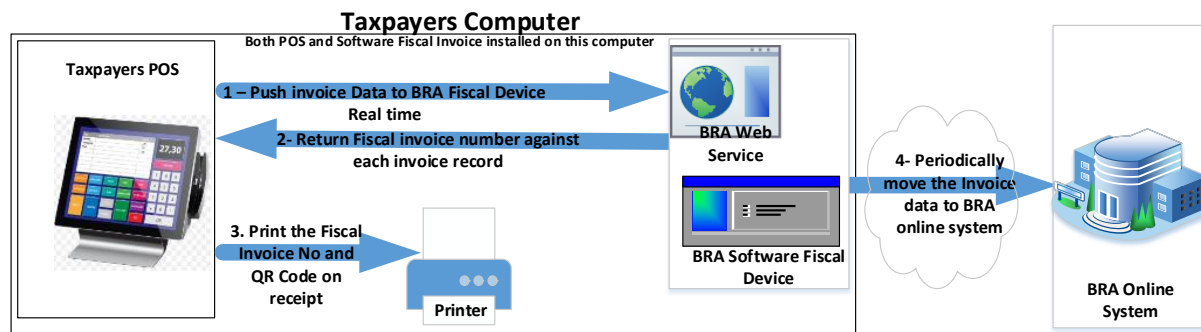 Taxpayers Computer
Both POS and Software Fiscal Invoice installed on this computer
Taxpayers POS
27,30
1 – Push invoice Data to BRA Fiscal Device
Real time
2- Return Fiscal invoice number against
each invoice record
3. Print the Fiscal
Invoice No and
QR Code on
receipt
Printer
BRA Web
Service
BRA Software Fiscal
Device
4- Periodically
move the Invoice
data to BRA
online system
BRA Online
System